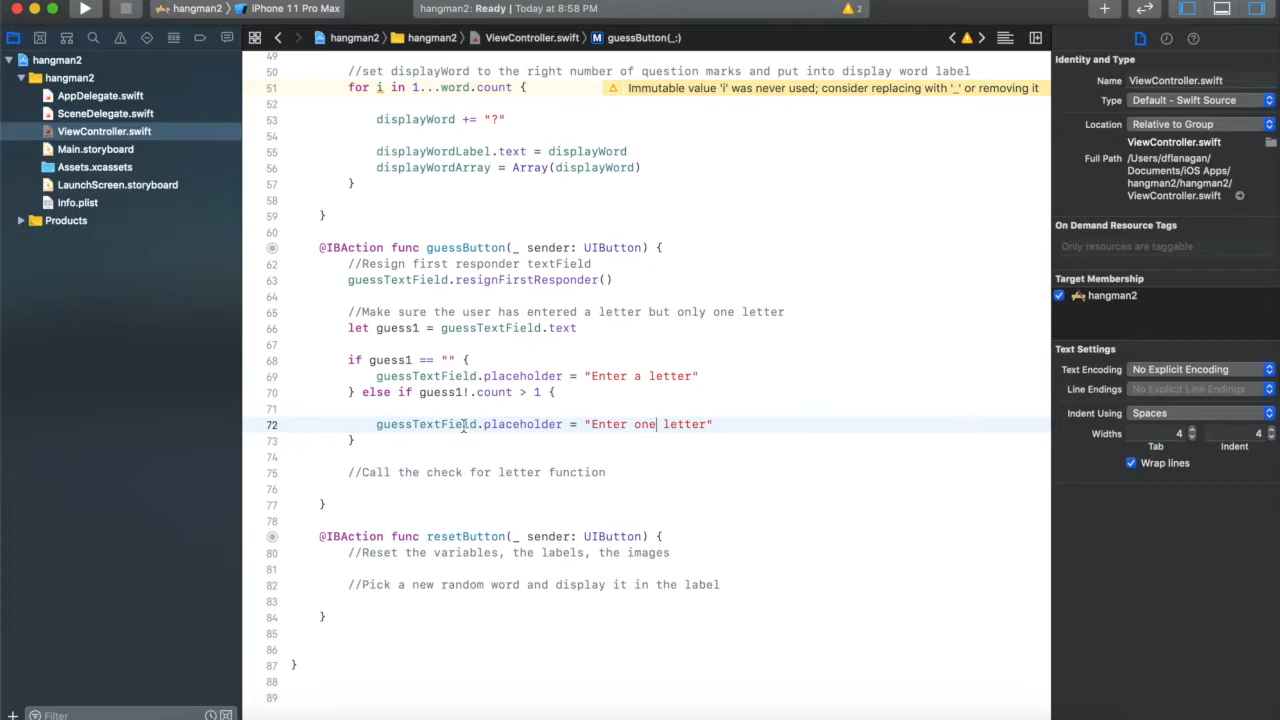 hangman2
iPhone 11 Pro Max
hangman2: Ready | Today at 8:58 PM
2
hangman2
hangman2
ViewController.swift
M guessButton(_:)
hangman2
hangman2
AppDelegate.swift
SceneDelegate.swift
ViewController.swift
Main.storyboard
Assets.xcassets
LaunchScreen.storyboard
Info.plist
Products
Filter
49
50 //set displayWord to the right number of question marks and put into display word label
51 for i in 1...word.count {
Immutable value 'i' was never used; consider replacing with '_' or removing it
52
53 displayWord += "?"
54
55 displayWordLabel.text = displayWord
56 displayWordArray = Array(displayWord)
57 }
58
59 }
60
@IBAction func guessButton(_ sender: UIButton) {
62 //Resign first responder textField
63 guessTextField.resignFirstResponder()
64
65 //Make sure the user has entered a letter but only one letter
66 let guess1 = guessTextField.text
67
68 if guess1 == "" {
69 guessTextField.placeholder = "Enter a letter"
70 } else if guess1!.count > 1 {
71
72 guessTextField.placeholder = "Enter one letter"
73 }
74
75 //Call the check for letter function
76
77 }
78
@IBAction func resetButton(_ sender: UIButton) {
80 //Reset the variables, the labels, the images
81
82 //Pick a new random word and display it in the label
83
84 }
85
86
87 }
88
89
Identity and Type
Name ViewController.swift
Type Default - Swift Source
Location Relative to Group
ViewController.swift
Full Path /Users/dflanagan/
Documents/iOS Apps/
hangman2/hangman2/
ViewController.swift
On Demand Resource Tags
Only resources are taggable
Target Membership
hangman2
Text Settings
Text Encoding No Explicit Encoding
Line Endings No Explicit Line Endings
Indent Using Spaces
Widths 4 4
Tab Indent
Wrap lines